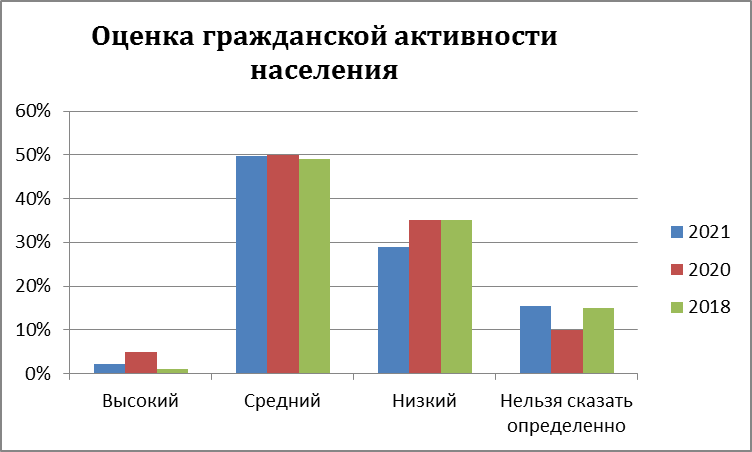 Оценка гражданской активности
населения
60%
50%
40%
30%
20%
10%
0%
Высокий
Средний
Низкий
Нельзя сказать
определенно
2021
2020
2018